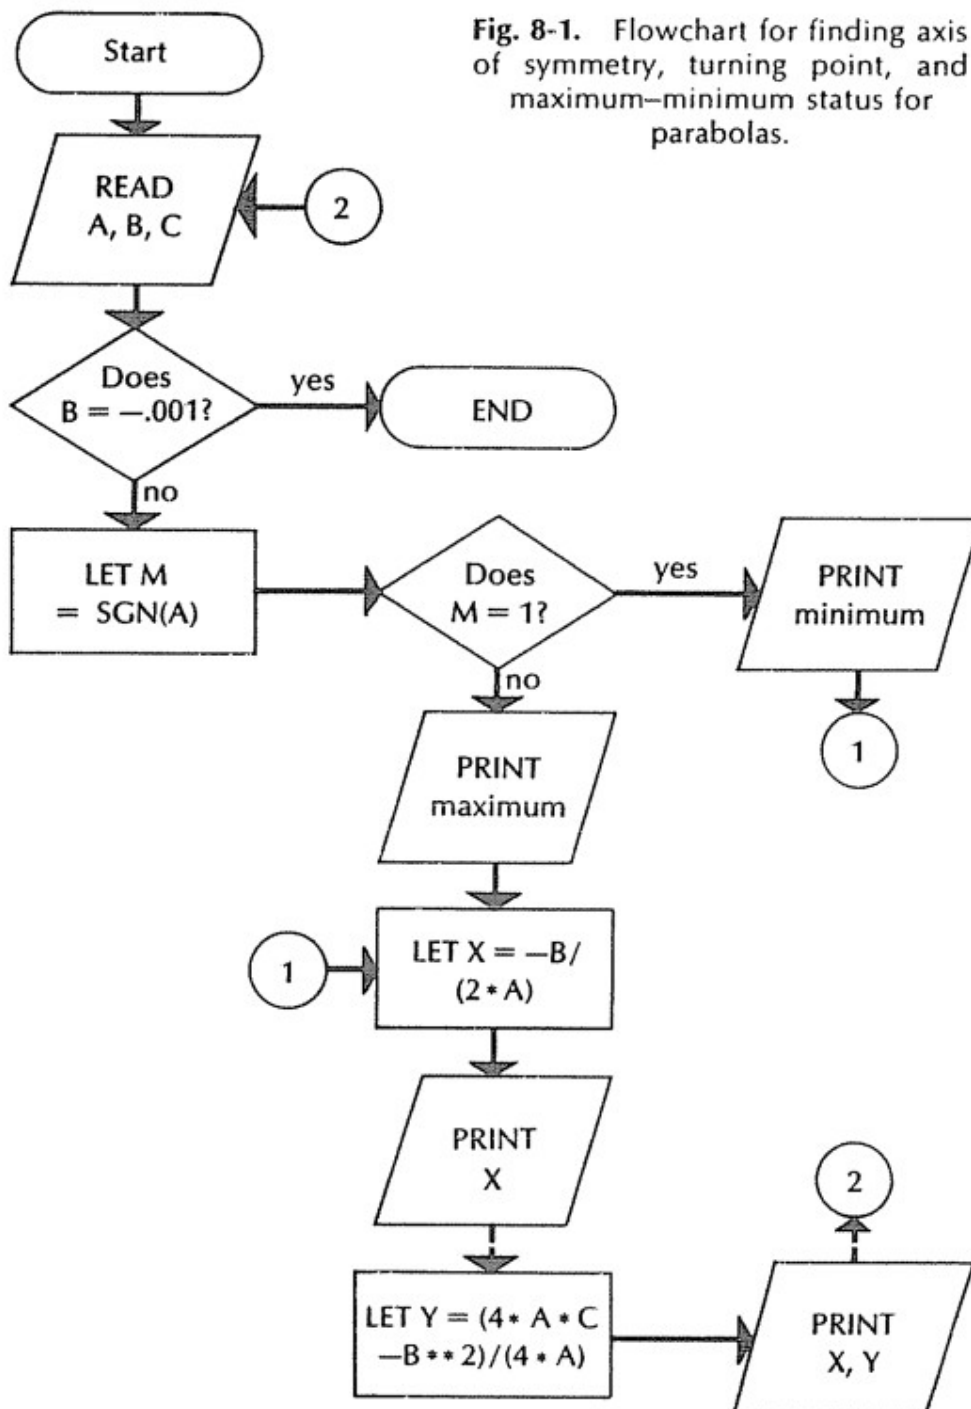 Fig. 8-1. Flowchart for finding axis
of symmetry, turning point, and
maximum–minimum status for
parabolas.
Start
READ
A, B, C
2
Does
B = −.001?
yes
END
no
LET M
= SGN(A)
Does
M = 1?
yes
PRINT
minimum
1
no
PRINT
maximum
1
LET X = −B/
(2 * A)
PRINT
X
LET Y = (4 * A * C
−B ** 2)/(4 * A)
PRINT
X, Y
2